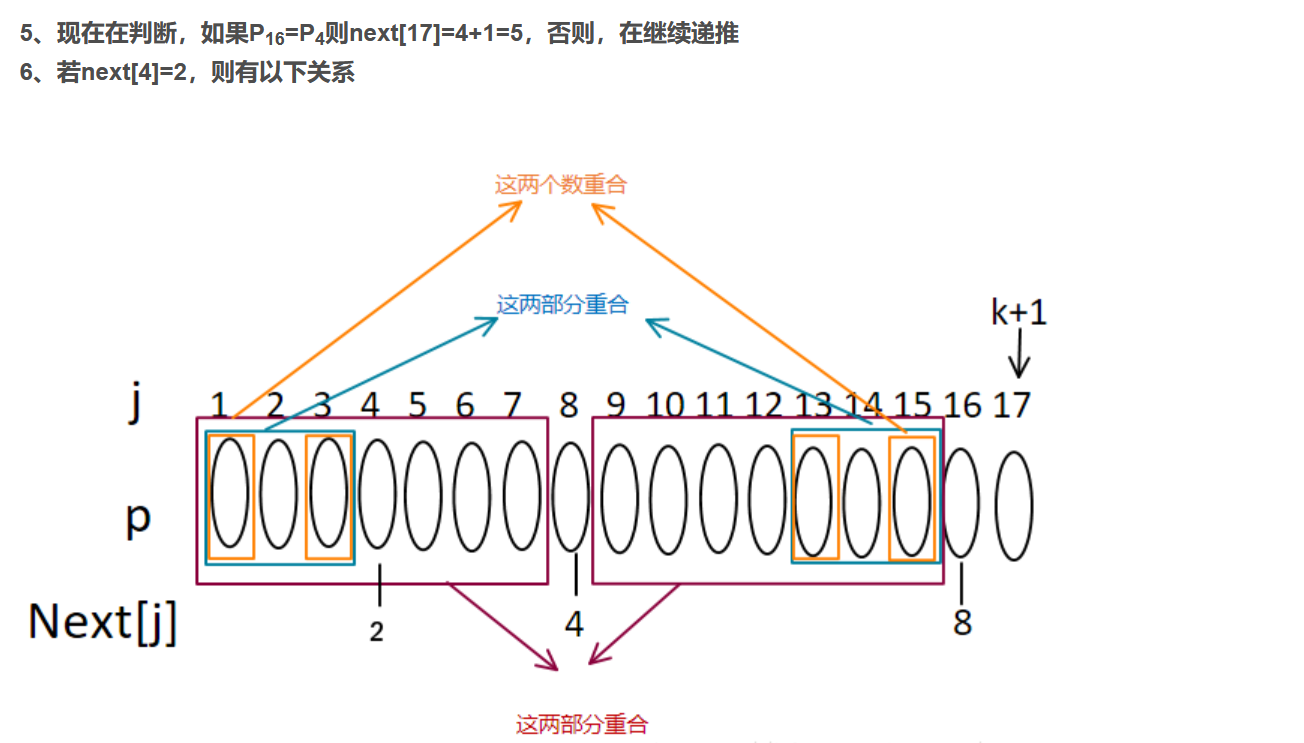 5、现在在判断，如果P₁₆=P₄则next[17]=4+1=5，否则，在继续递推
6、若next[4]=2，则有以下关系
这两个数重合
这两部分重合
k+1
j 1 2 3 4 5 6 7 8 9 10 11 12 13 14 15 16 17
p
Next[j] 2 4 8
这两部分重合